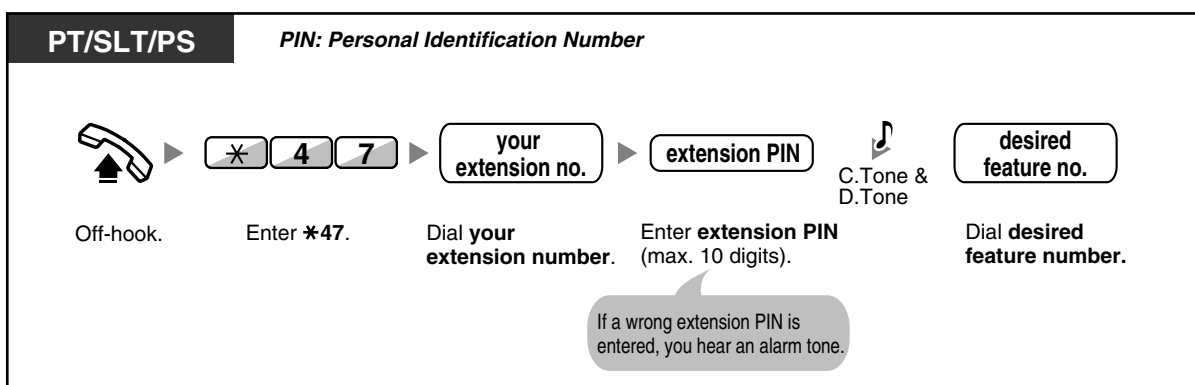 PT/SLT/PS
PIN: Personal Identification Number
* 4 7
your
extension no.
extension PIN
C.Tone &
D.Tone
desired
feature no.
Off-hook.
Enter *47.
Dial your
extension number.
Enter extension PIN
(max. 10 digits).
Dial desired
feature number.
If a wrong extension PIN is
entered, you hear an alarm tone.